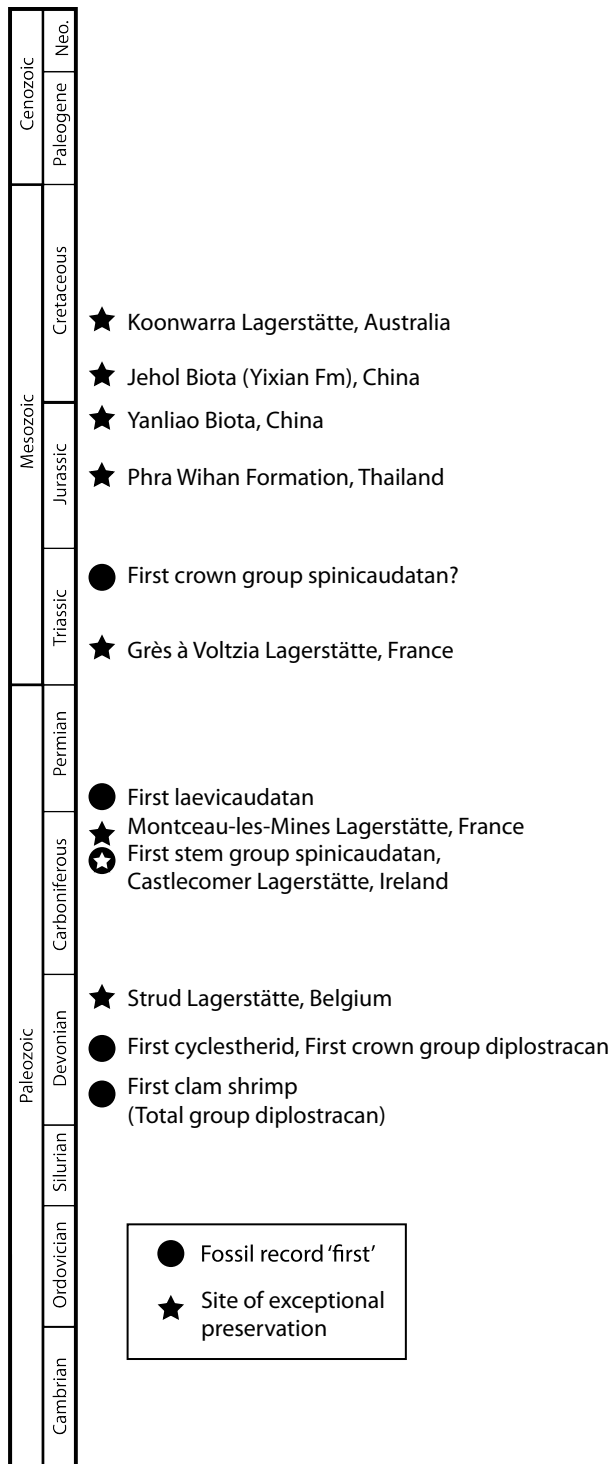 Cenozoic
Neo.
Paleogene
Mesozoic
Cretaceous
Koonwarra Lagerstätte, Australia
Jehol Biota (Yixian Fm), China
Jurassic
Yanliao Biota, China
Phra Wihan Formation, Thailand
Triassic
First crown group spinicaudatan?
Grès à Voltzia Lagerstätte, France
Paleozoic
Permian
First laevicaudatan
Carboniferous
Montceau-les-Mines Lagerstätte, France
First stem group spinicaudatan,
Castlecomer Lagerstätte, Ireland
Devonian
Strud Lagerstätte, Belgium
First cyclestherid, First crown group diplostracan
First clam shrimp
(Total group diplostracan)
Silurian
Ordovician
Cambrian
Fossil record 'first'
Site of exceptional
preservation